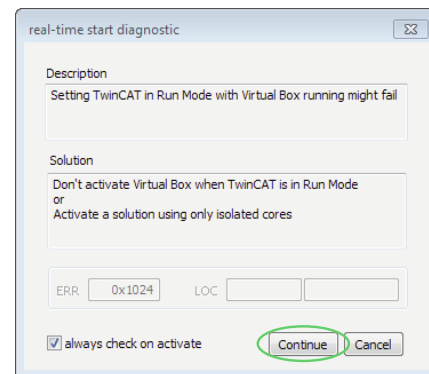 real-time start diagnostic
Description
Setting TwinCAT in Run Mode with Virtual Box running might fail
Solution
Don't activate Virtual Box when TwinCAT is in Run Mode
or
Activate a solution using only isolated cores
ERR 0x1024 LOC
always check on activate Continue Cancel